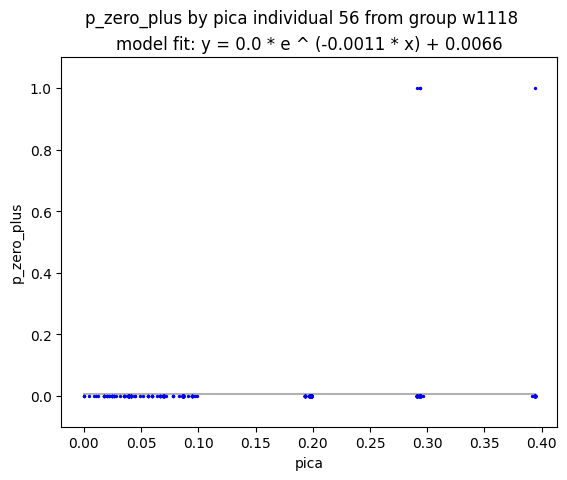 p_zero_plus by pica individual 56 from group w1118
model fit: y = 0.0 * e ^ (-0.0011 * x) + 0.0066
1.0
0.8
0.6
0.4
0.2
0.0
p_zero_plus
0.00 0.05 0.10 0.15 0.20 0.25 0.30 0.35 0.40
pica